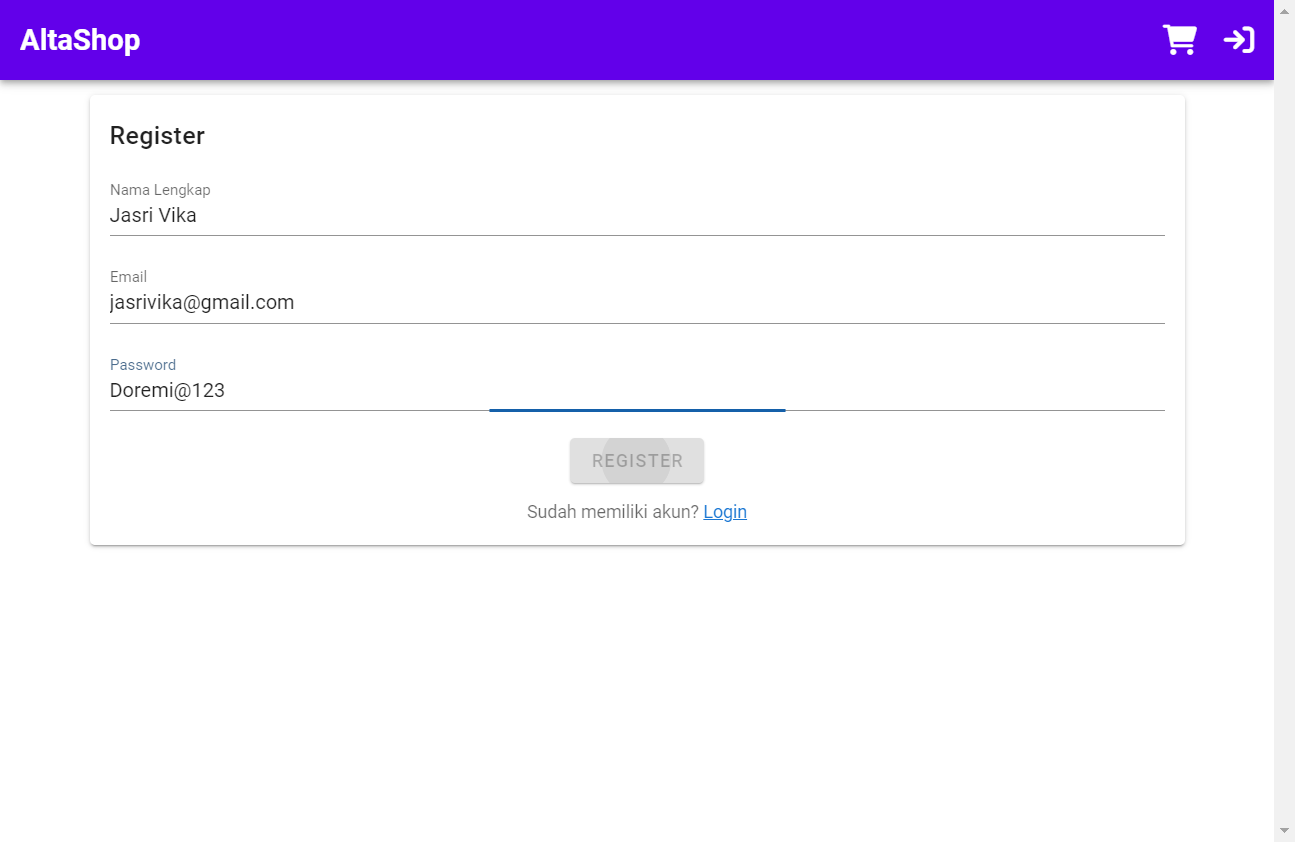 AltaShop
Register
Nama Lengkap
Jasri Vika
Email
jasrivika@gmail.com
Password
Doremi@123
REGISTER
Sudah memiliki akun? Login